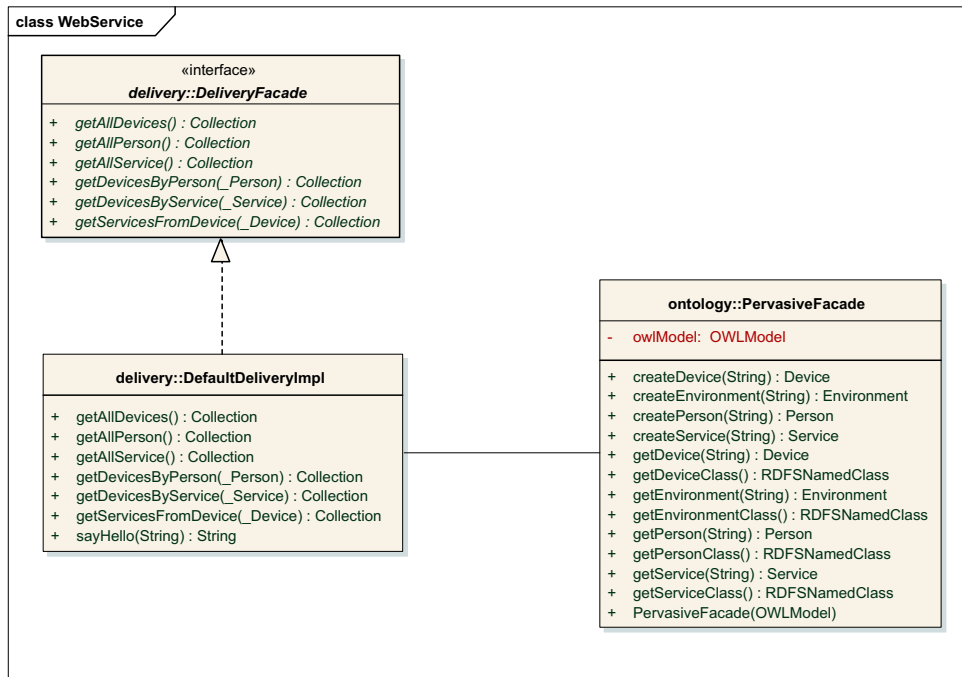 class WebService
«interface»
delivery::DeliveryFacade
+ getAllDevices() : Collection
+ getAllPerson() : Collection
+ getAllService() : Collection
+ getDevicesByPerson(_Person) : Collection
+ getDevicesByService(_Service) : Collection
+ getServicesFromDevice(_Device) : Collection
delivery::DefaultDeliveryImpl
+ getAllDevices() : Collection
+ getAllPerson() : Collection
+ getAllService() : Collection
+ getDevicesByPerson(_Person) : Collection
+ getDevicesByService(_Service) : Collection
+ getServicesFromDevice(_Device) : Collection
+ sayHello(String) : String
ontology::PervasiveFacade
- owlModel: OWLModel
+ createDevice(String) : Device
+ createEnvironment(String) : Environment
+ createPerson(String) : Person
+ createService(String) : Service
+ getDevice(String) : Device
+ getDeviceClass() : RDFSNamedClass
+ getEnvironment(String) : Environment
+ getEnvironmentClass() : RDFSNamedClass
+ getPerson(String) : Person
+ getPersonClass() : RDFSNamedClass
+ getService(String) : Service
+ getServiceClass() : RDFSNamedClass
+ PervasiveFacade(OWLModel)